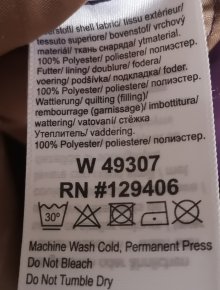 Oberstoff/ shell fabric/ tissu extérieur/
tessuto superiore/ bovenstof/ vrchový
materiál/ ткань снаряда/ ytmaterial.
100% Polyester/ poliestere/ полиэстер.
Futter/ lining/ doublure/ fodera/
voering/ podšívka/ подкладка/ foder.
100% Polyester/ poliestere/ полиэстер.
Wattierung/ quilting (filling)/
rembourrage (garnissage)/ imbottitura/
wattering/ vatování/ стёжка
Утеплитель/ vaddering.
100% Polyester/ poliestere/ полиэстер.
W 49307
RN #129406
30°
Machine Wash Cold, Permanent Press
Do Not Bleach
Do Not Tumble Dry